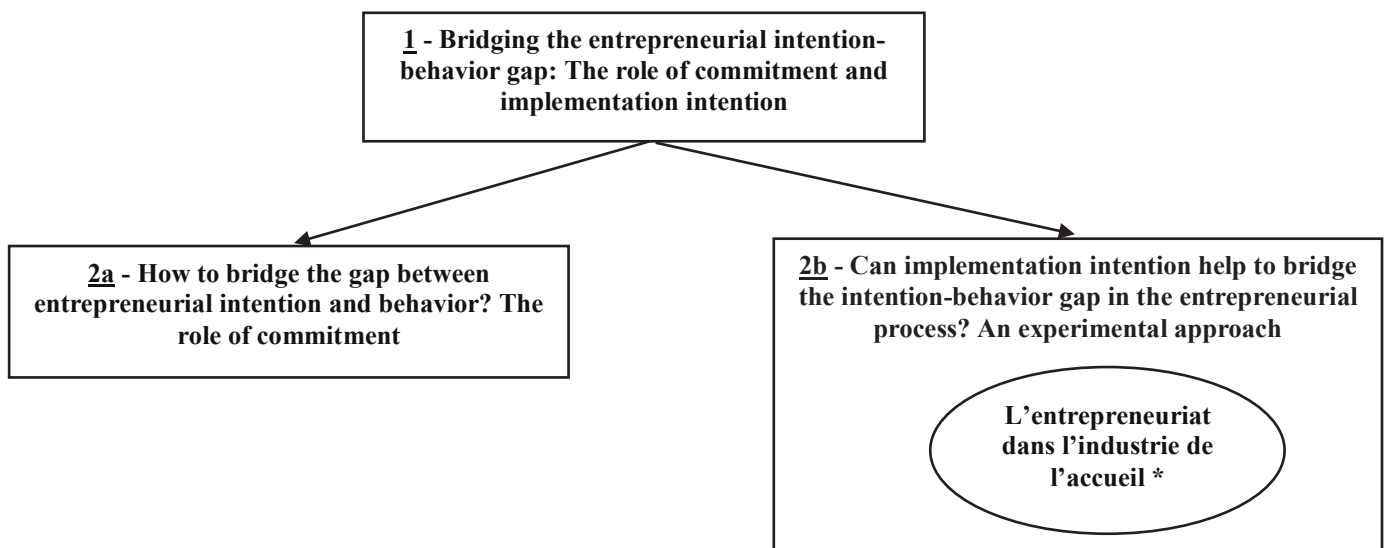 1 - Bridging the entrepreneurial intention-
behavior gap: The role of commitment and
implementation intention
2a - How to bridge the gap between
entrepreneurial intention and behavior? The
role of commitment
2b - Can implementation intention help to bridge
the intention-behavior gap in the entrepreneurial
process? An experimental approach
L’entrepreneuriat
dans l’industrie de
l’accueil *